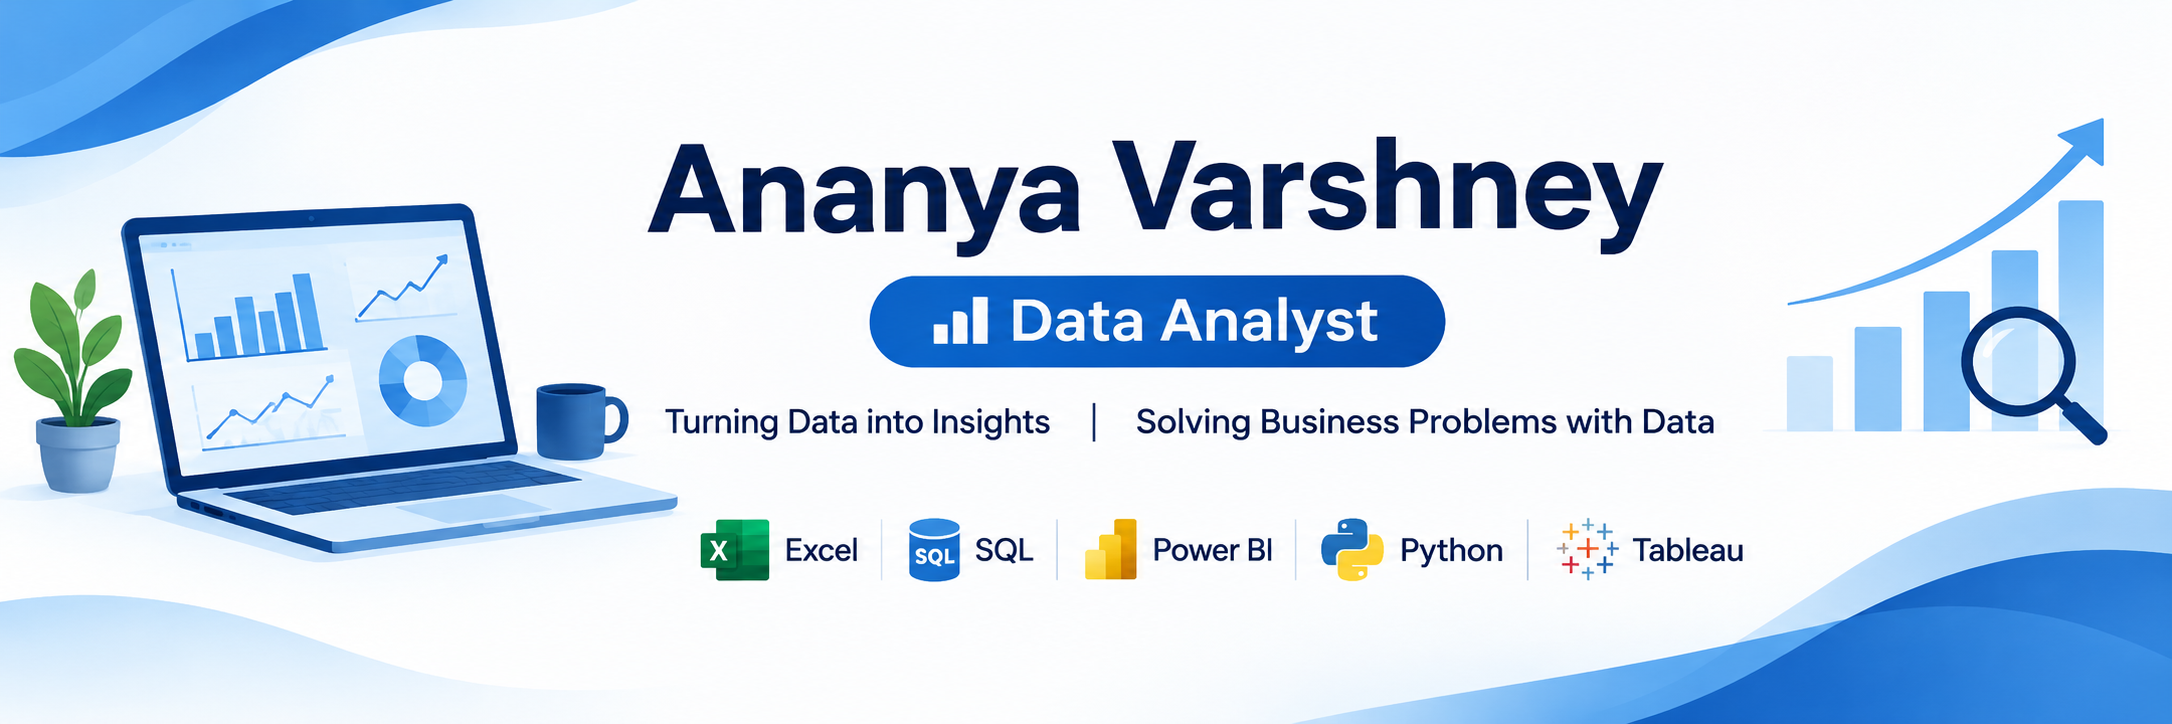 Ananya Varshney
Data Analyst
Turning Data into Insights | Solving Business Problems with Data
X Excel SQL SQL Power BI Python Tableau